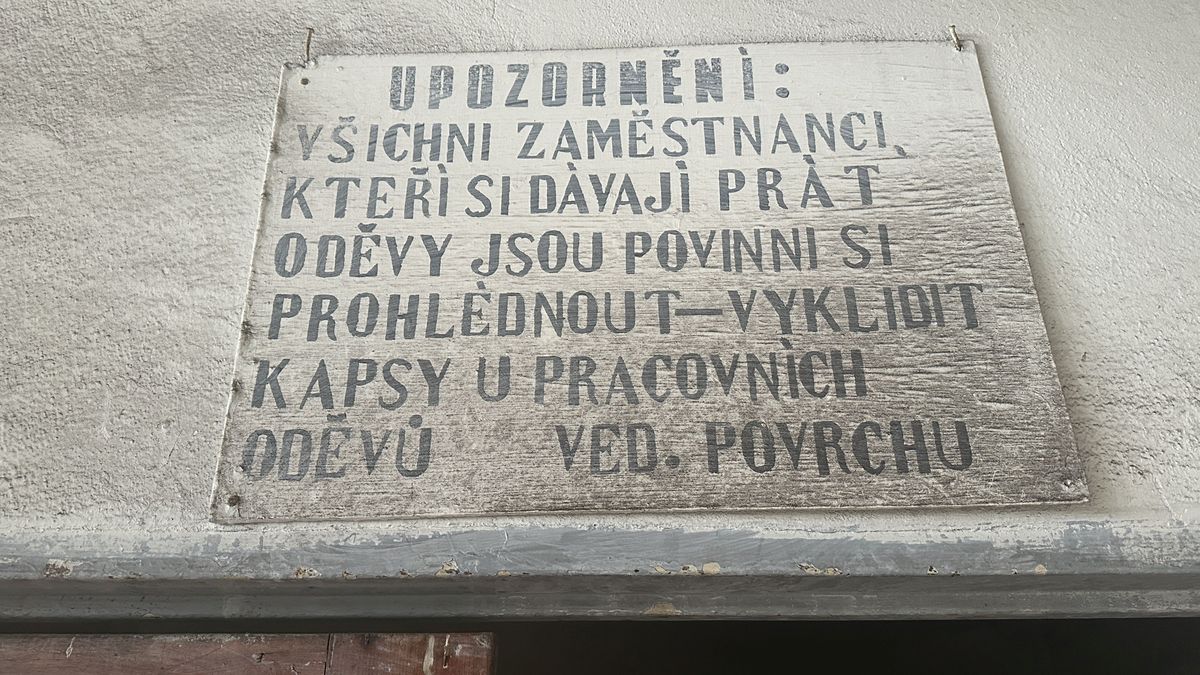 UPOZORNĚNÍ:
VŠICHNI ZAMĚSTNANCI,
KTEŘÍ SI DÁVAJÍ PRÁT
ODĚVY JSOU POVINNI SI
PROHLÉDNOUT—VYKLIDIT
KAPSY U PRACOVNÍCH
ODĚVŮ VED. POVRCHU